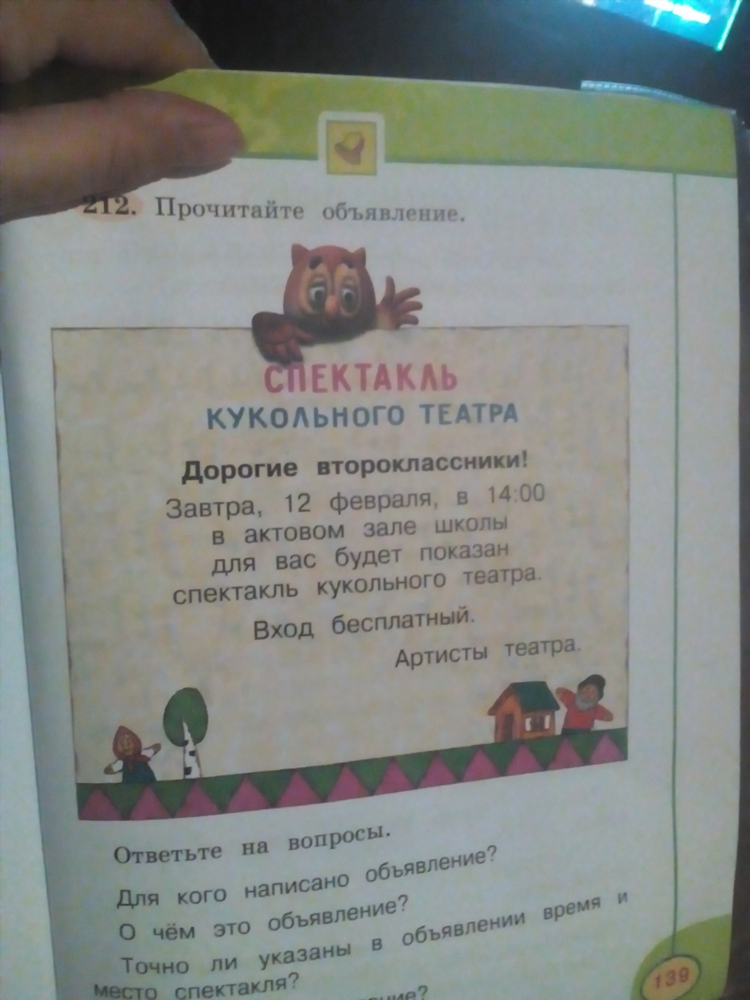 212. Прочитайте объявление.
СПЕКТАКЛЬ
КУКОЛЬНОГО ТЕАТРА
Дорогие второклассники!
Завтра, 12 февраля, в 14:00
в актовом зале школы
для вас будет показан
спектакль кукольного театра.
Вход бесплатный.
Артисты театра.
Ответьте на вопросы.
Для кого написано объявление?
О чём это объявление?
Точно ли указаны в объявлении время и
место спектакля?
139